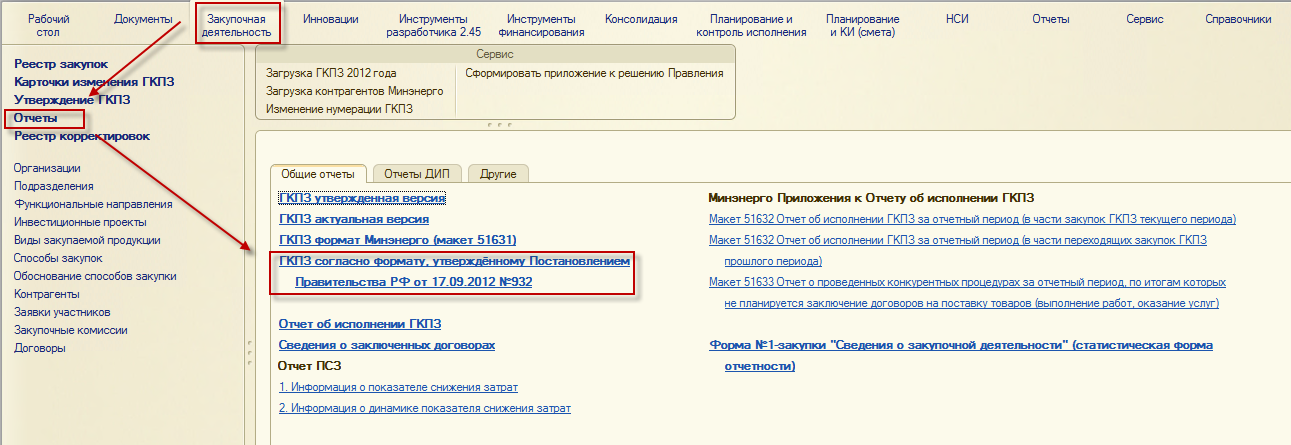 Рабочий стол
Документы
Закупочная деятельность
Инновации
Инструменты разработчика 2.45
Инструменты финансирования
Консолидация
Планирование и контроль исполнения
Планирование и КИ (смета)
НСИ
Отчеты
Сервис
Справочники
Реестр закупок
Карточки изменения ГКПЗ
Утверждение ГКПЗ
Отчеты
Реестр корректировок
Организации
Подразделения
Функциональные направления
Инвестиционные проекты
Виды закупаемой продукции
Способы закупок
Обоснование способов закупки
Контрагенты
Заявки участников
Закупочные комиссии
Договоры
Сервис
Загрузка ГКПЗ 2012 года
Загрузка контрагентов Минэнерго
Изменение нумерации ГКПЗ
Сформировать приложение к решению Правления
Общие отчеты
Отчеты ДИП
Другие
ГКПЗ утвержденная версия
ГКПЗ актуальная версия
ГКПЗ формат Минэнерго (макет 51631)
ГКПЗ согласно формату, утверждённому Постановлением
Правительства РФ от 17.09.2012 №932
Отчет об исполнении ГКПЗ
Сведения о заключенных договорах
Отчет ПСЗ
1. Информация о показателе снижения затрат
2. Информация о динамике показателя снижения затрат
Минэнерго Приложения к Отчету об исполнении ГКПЗ
Макет 51632 Отчет об исполнении ГКПЗ за отчетный период (в части закупок ГКПЗ текущего периода)
Макет 51632 Отчет об исполнении ГКПЗ за отчетный период (в части переходящих закупок ГКПЗ
прошлого периода)
Макет 51633 Отчет о проведенных конкурентных процедурах за отчетный период, по итогам которых
не планируется заключение договоров на поставку товаров (выполнение работ, оказание услуг)
Форма №1-закупки "Сведения о закупочной деятельности" (статистическая форма
отчетности)